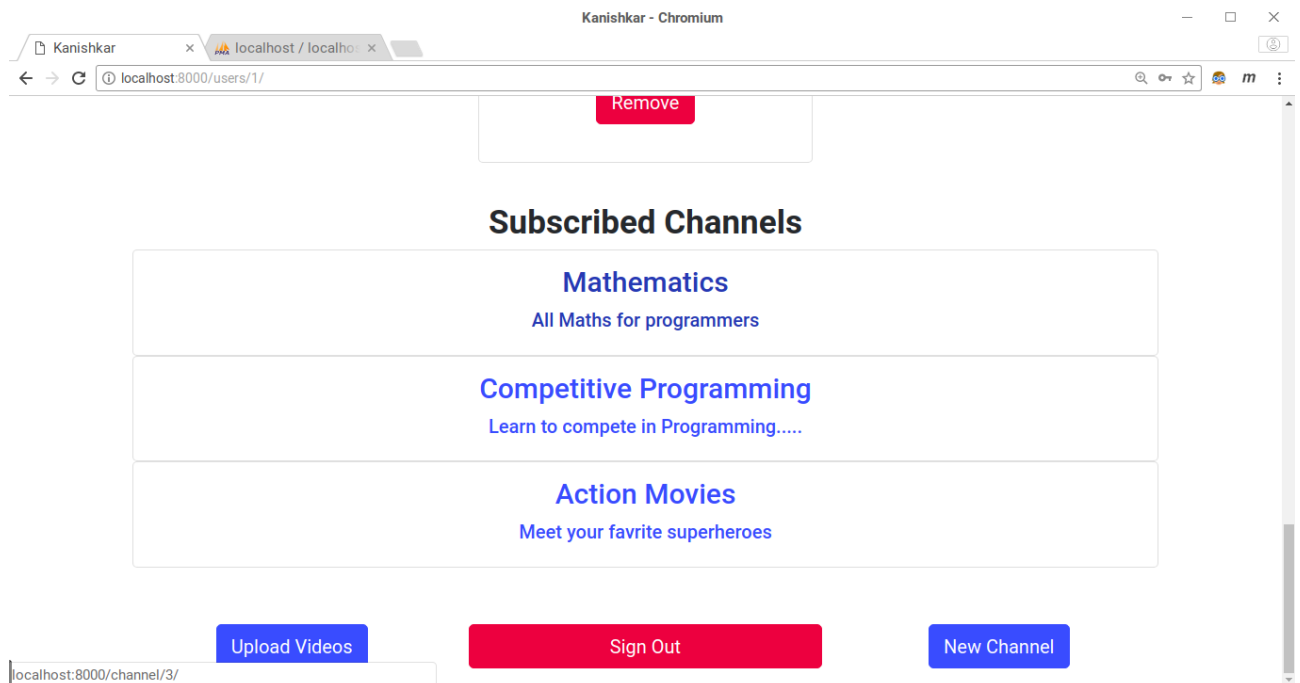 Kanishkar - Chromium
Kanishkar
localhost / localhos
localhost:8000/users/1/
Remove
Subscribed Channels
Mathematics
All Maths for programmers
Competitive Programming
Learn to compete in Programming.....
Action Movies
Meet your favrite superheroes
Upload Videos
Sign Out
New Channel
localhost:8000/channel/3/